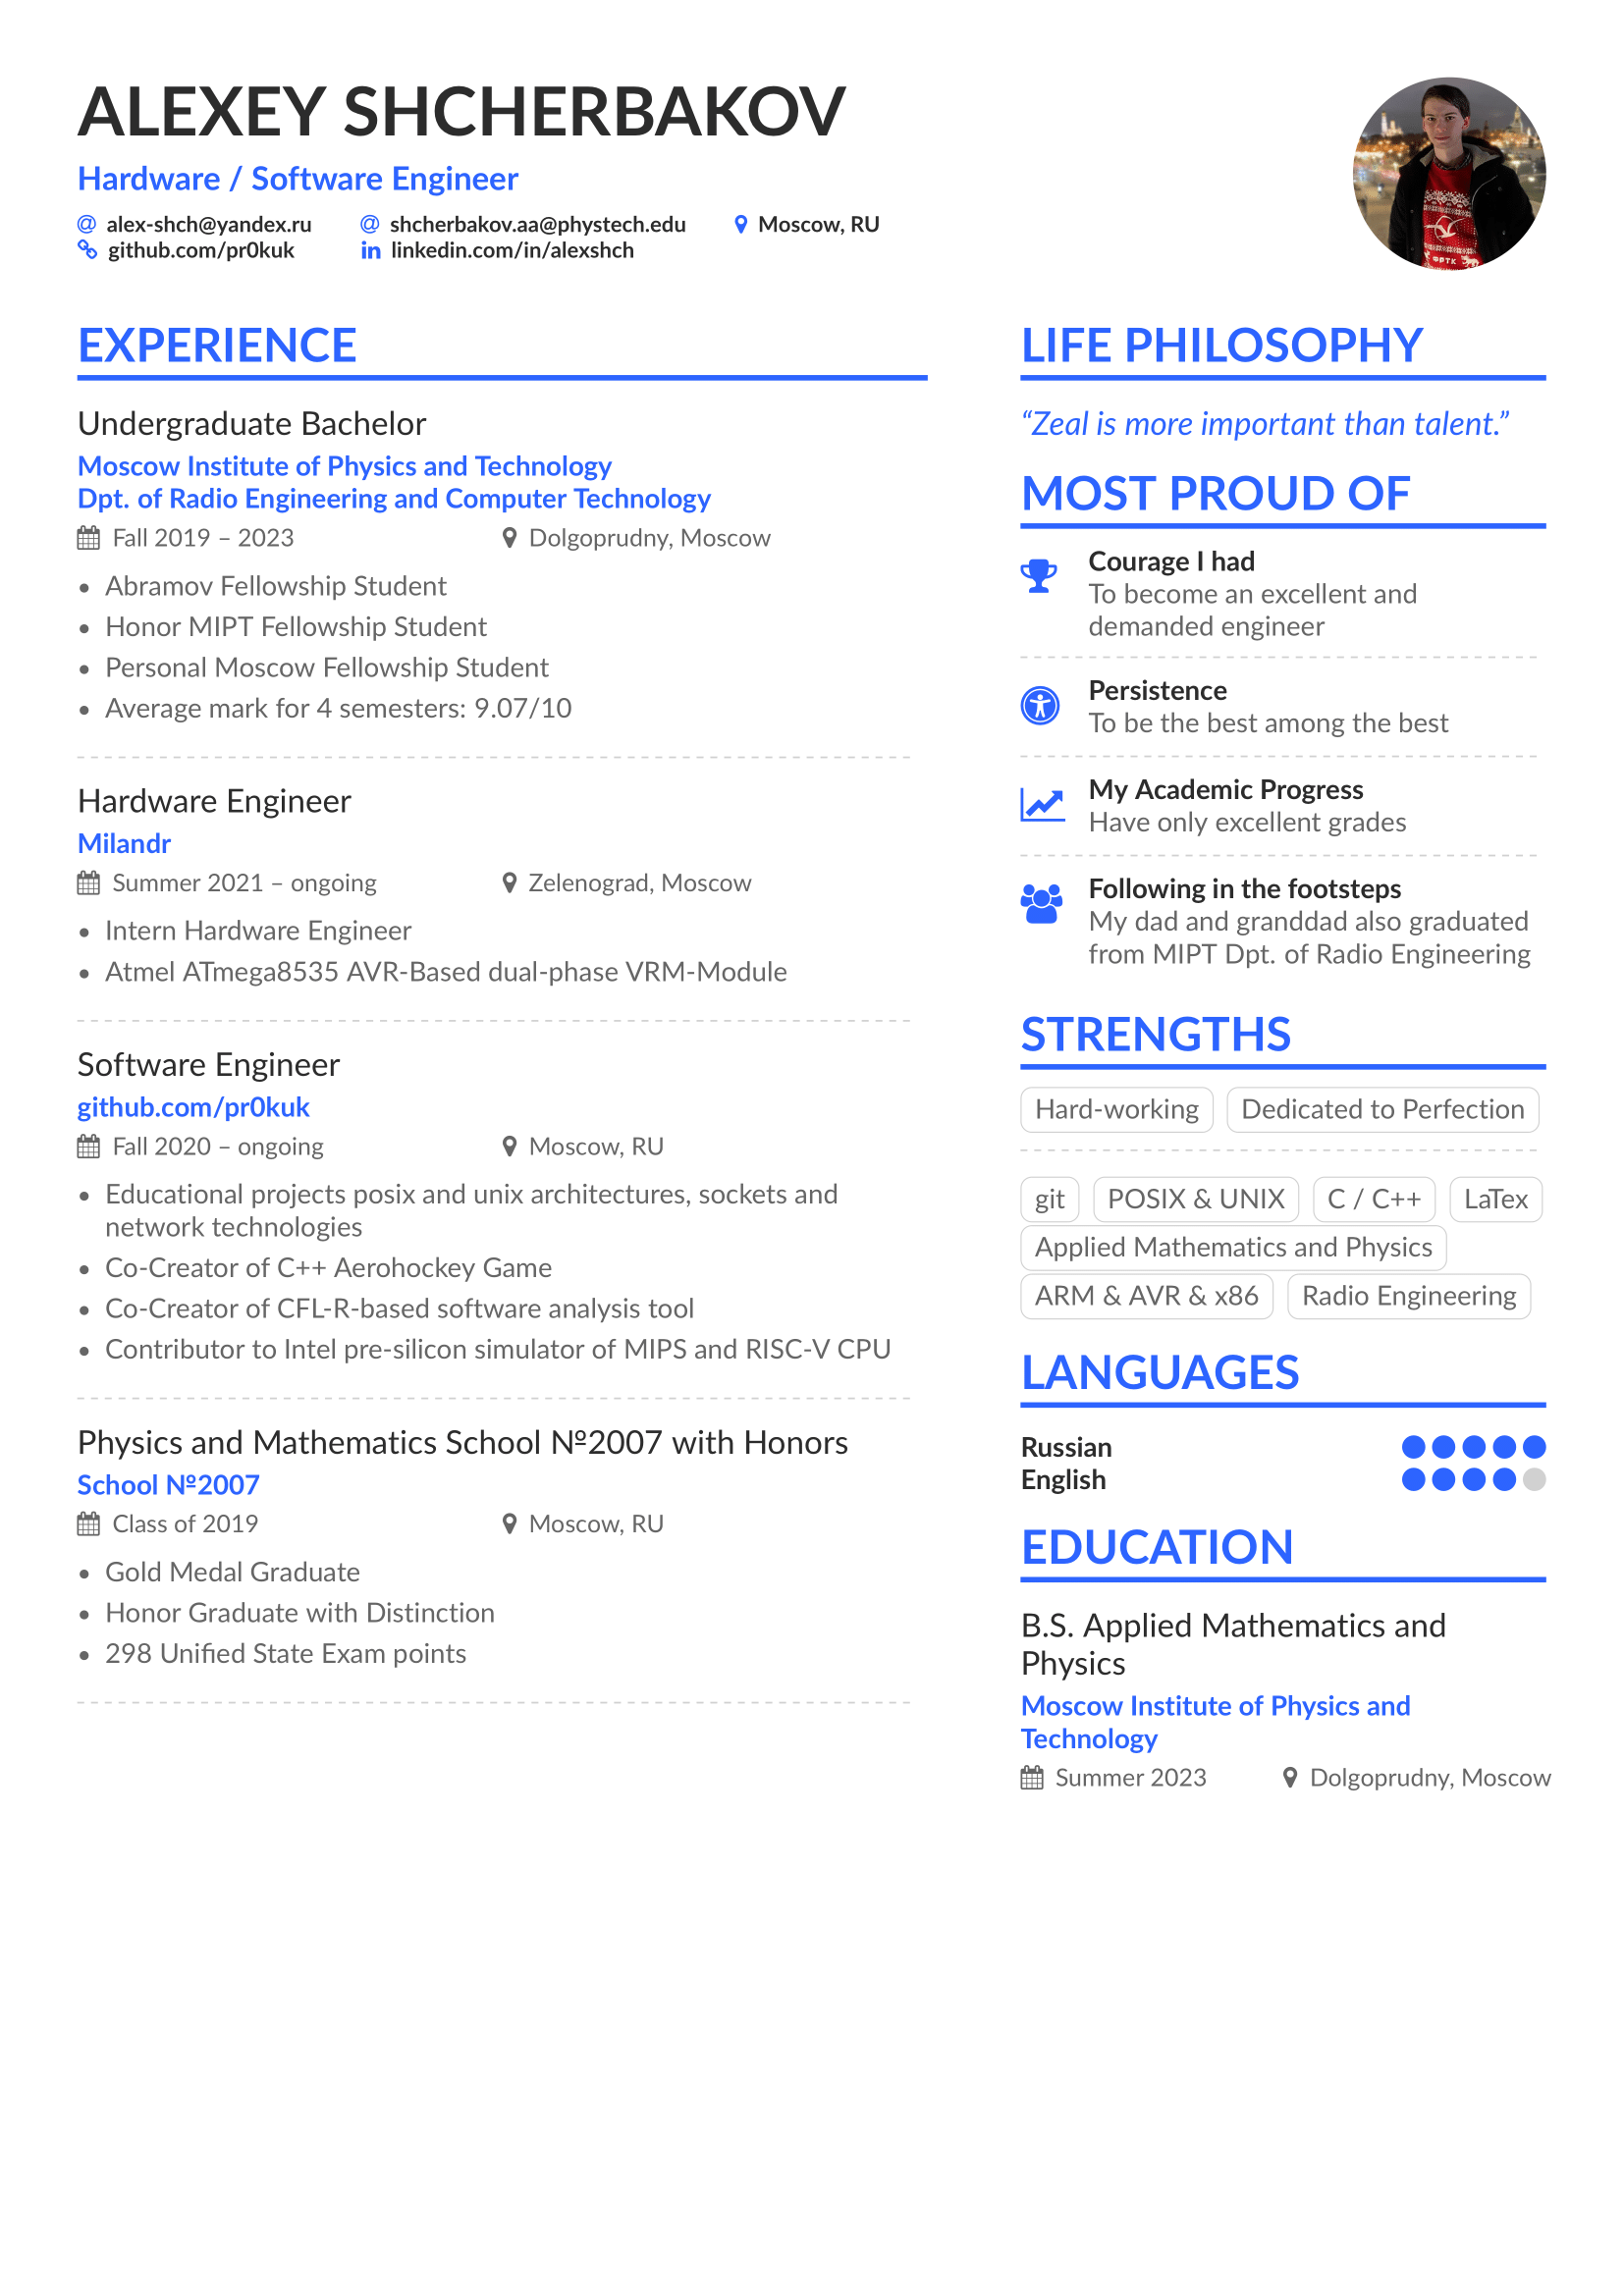 ALEXEY SHCHERBAKOV
Hardware / Software Engineer
@ alex-shch@yandex.ru @ shcherbakov.aa@phystech.edu Moscow, RU
github.com/pr0kuk in linkedin.com/in/alexshch
EXPERIENCE
Undergraduate Bachelor
Moscow Institute of Physics and Technology
Dpt. of Radio Engineering and Computer Technology
Fall 2019 – 2023 Dolgoprudny, Moscow
• Abramov Fellowship Student
• Honor MIPT Fellowship Student
• Personal Moscow Fellowship Student
• Average mark for 4 semesters: 9.07/10
Hardware Engineer
Milandr
Summer 2021 – ongoing Zelenograd, Moscow
• Intern Hardware Engineer
• Atmel ATmega8535 AVR-Based dual-phase VRM-Module
Software Engineer
github.com/pr0kuk
Fall 2020 – ongoing Moscow, RU
• Educational projects posix and unix architectures, sockets and
network technologies
• Co-Creator of C++ Aerohockey Game
• Co-Creator of CFL-R-based software analysis tool
• Contributor to Intel pre-silicon simulator of MIPS and RISC-V CPU
Physics and Mathematics School №2007 with Honors
School №2007
Class of 2019 Moscow, RU
• Gold Medal Graduate
• Honor Graduate with Distinction
• 298 Unified State Exam points
ФРТК
LIFE PHILOSOPHY
“Zeal is more important than talent.”
MOST PROUD OF
Courage I had
To become an excellent and
demanded engineer
Persistence
To be the best among the best
My Academic Progress
Have only excellent grades
Following in the footsteps
My dad and granddad also graduated
from MIPT Dpt. of Radio Engineering
STRENGTHS
Hard-working Dedicated to Perfection
git POSIX & UNIX C / C++ LaTex
Applied Mathematics and Physics
ARM & AVR & x86 Radio Engineering
LANGUAGES
Russian
English
EDUCATION
B.S. Applied Mathematics and
Physics
Moscow Institute of Physics and
Technology
Summer 2023 Dolgoprudny, Moscow